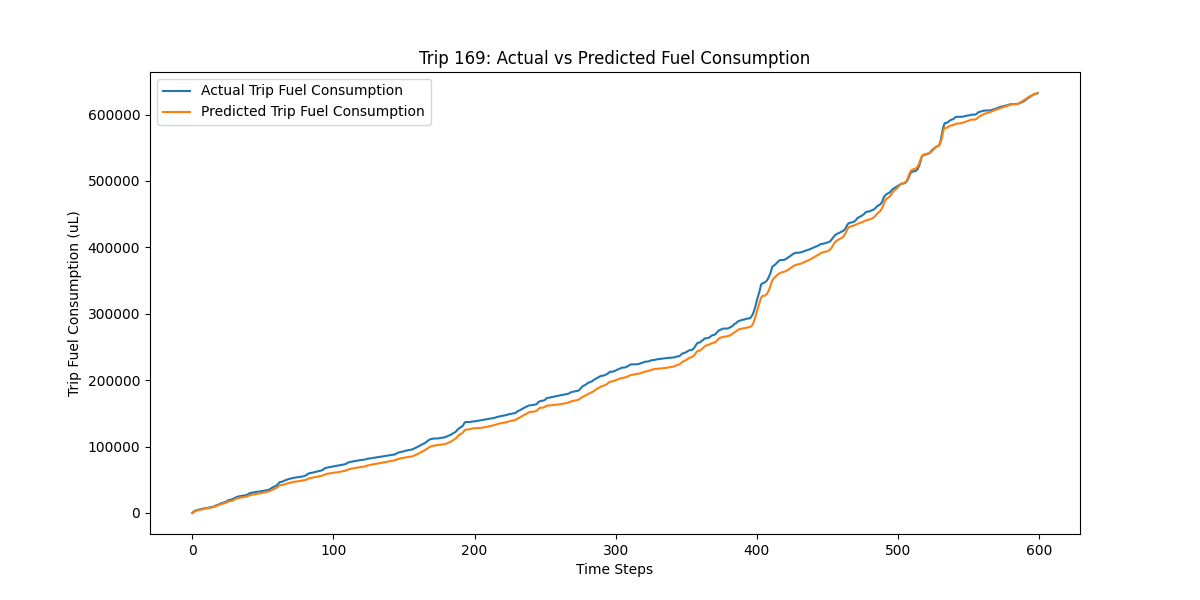 Trip 169: Actual vs Predicted Fuel Consumption
Actual Trip Fuel Consumption
Predicted Trip Fuel Consumption
Trip Fuel Consumption (uL)
600000
500000
400000
300000
200000
100000
0
0 100 200 300 400 500 600
Time Steps